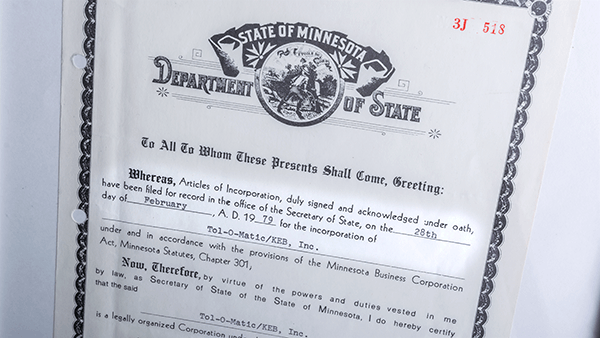 3J 518
STATE OF MINNESOTA
DEPARTMENT OF STATE
To All To Whom These Presents Shall Come, Greeting:
Whereas, Articles of Incorporation, duly signed and acknowledged under oath,
have been filed for record in the office of the Secretary of State, on the 28th
day of February, A. D. 19 79 for the incorporation of
Tol-O-Matic/KEB, Inc.
under and in accordance with the provisions of the Minnesota Business Corporation
Act, Minnesota Statutes, Chapter 301,
Now, Therefore, by virtue of the powers and duties vested in me
by law, as Secretary of State of the State of Minnesota, I do hereby certify
that the said
Tol-O-Matic/KEB, Inc.
is a legally organized Corporation under